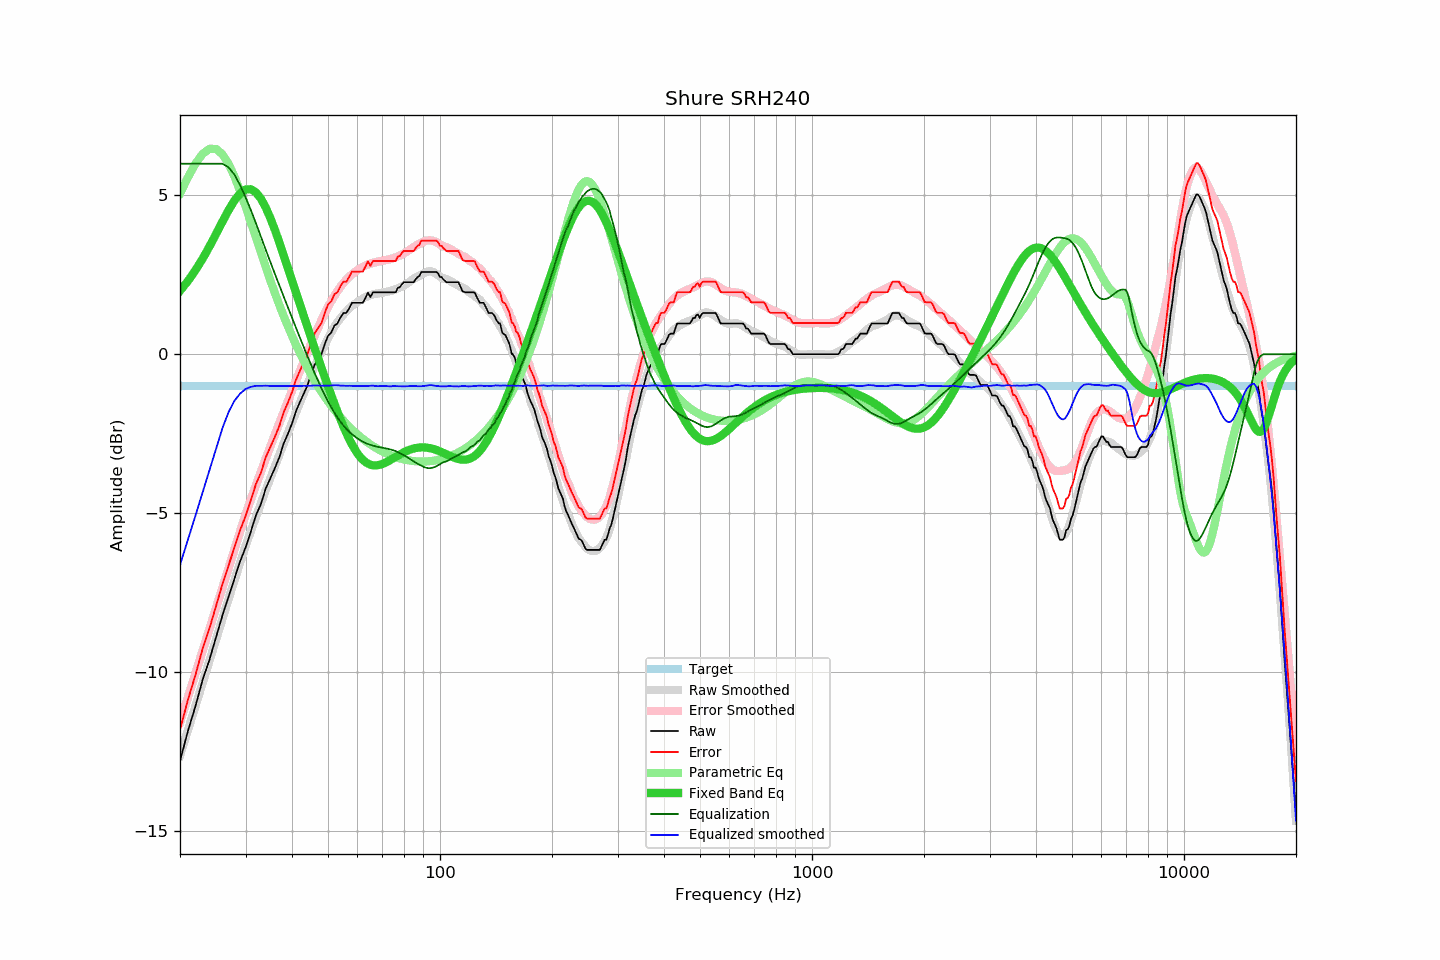 Shure SRH240
Amplitude (dBr)
5
0
−5
−10
−15
Target
Raw Smoothed
Error Smoothed
Raw
Error
Parametric Eq
Fixed Band Eq
Equalization
Equalized smoothed
100
1000
10000
Frequency (Hz)